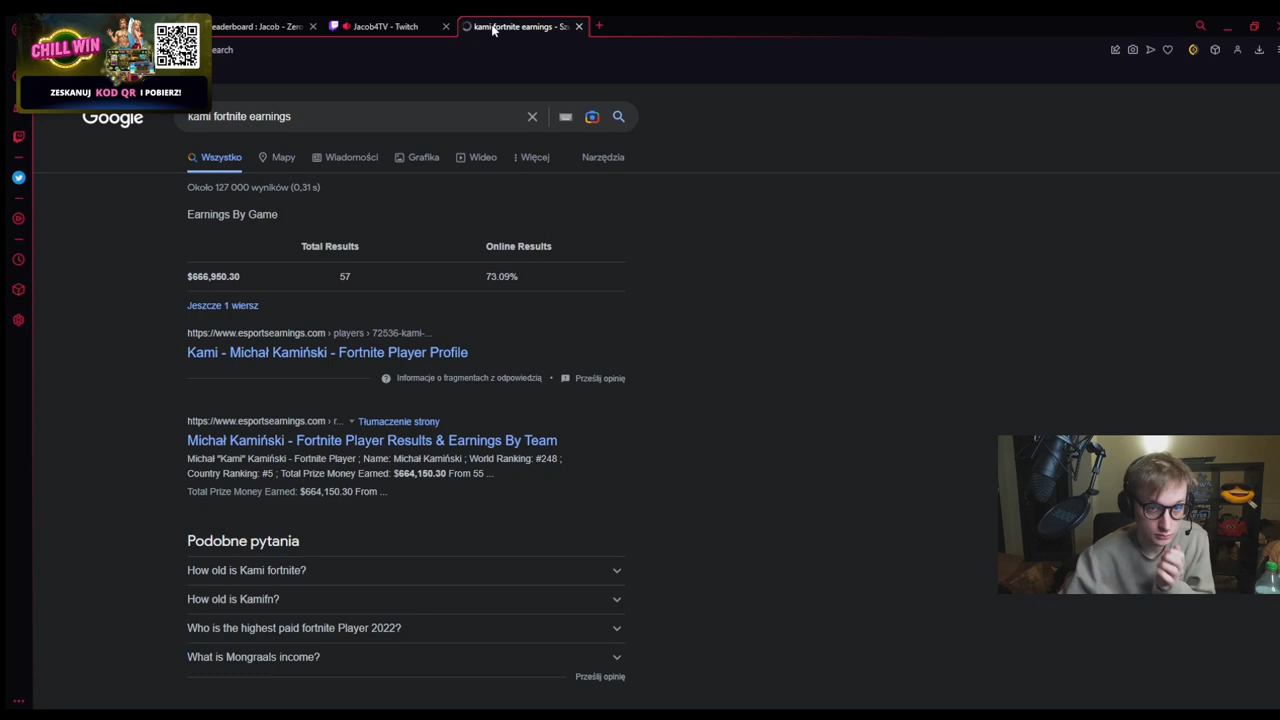 eaderboard : Jacob - Zero
Jacob4TV - Twitch
kami fortnite earnings - Sz
earch
CHILL WIN
ZESKANUJ KOD QR I POBIERZ!
Google
kami fortnite earnings
Wszystko
Mapy
Wiadomości
Grafika
Wideo
Więcej
Narzędzia
Około 127 000 wyników (0,31 s)
Earnings By Game
Total Results
Online Results
$666,950.30
57
73.09%
Jeszcze 1 wiersz
https://www.esportsearnings.com › players › 72536-kami-...
Kami - Michał Kamiński - Fortnite Player Profile
Informacje o fragmentach z odpowiedzią
Prześlij opinię
https://www.esportsearnings.com › r...
Tłumaczenie strony
Michał Kamiński - Fortnite Player Results & Earnings By Team
Michał "Kami" Kamiński - Fortnite Player ; Name: Michał Kamiński ; World Ranking: #248 ;
Country Ranking: #5 ; Total Prize Money Earned: $664,150.30 From 55 ...
Total Prize Money Earned: $664,150.30 From ...
Podobne pytania
How old is Kami fortnite?
How old is Kamifn?
Who is the highest paid fortnite Player 2022?
What is Mongraals income?
Prześlij opinię